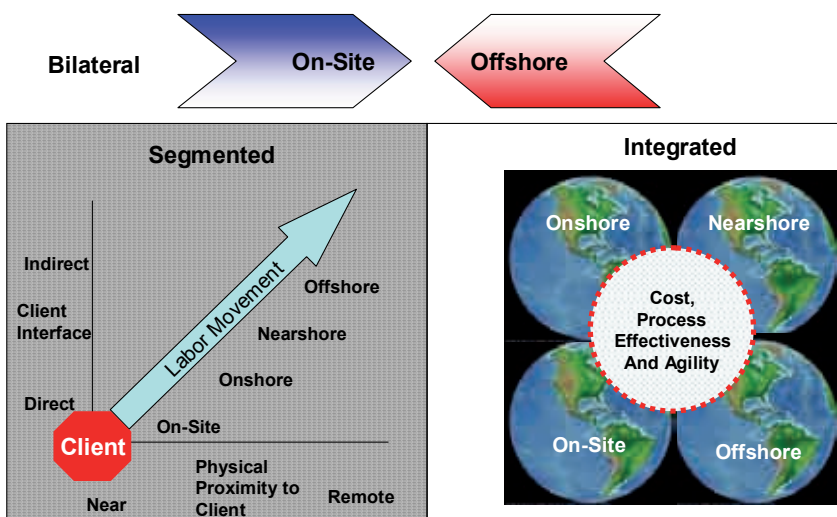 Bilateral
On-Site
Offshore
Segmented
Indirect
Client
Interface
Direct
Client
Labor Movement
Offshore
Nearshore
Onshore
On-Site
Near
Physical
Proximity to
Client
Remote
Integrated
Onshore
Nearshore
Cost,
Process
Effectiveness
And Agility
On-Site
Offshore